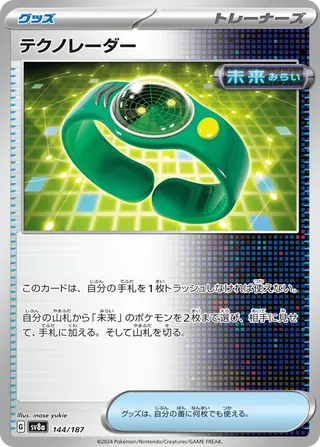 グッズ
トレーナーズ
テクノレーダー
未来 みらい
このカードは、自分の手札を1枚トラッシュしなければ使えない。
自分の山札から「未来」のポケモンを2枚まで選び、相手に見せ
て、手札に加える。そして山札を切る。
Illus. inose yukie
G sv8a 144/187
グッズは、自分の番に何枚でも使える。
©2024 Pokémon/Nintendo/Creatures/GAME FREAK.